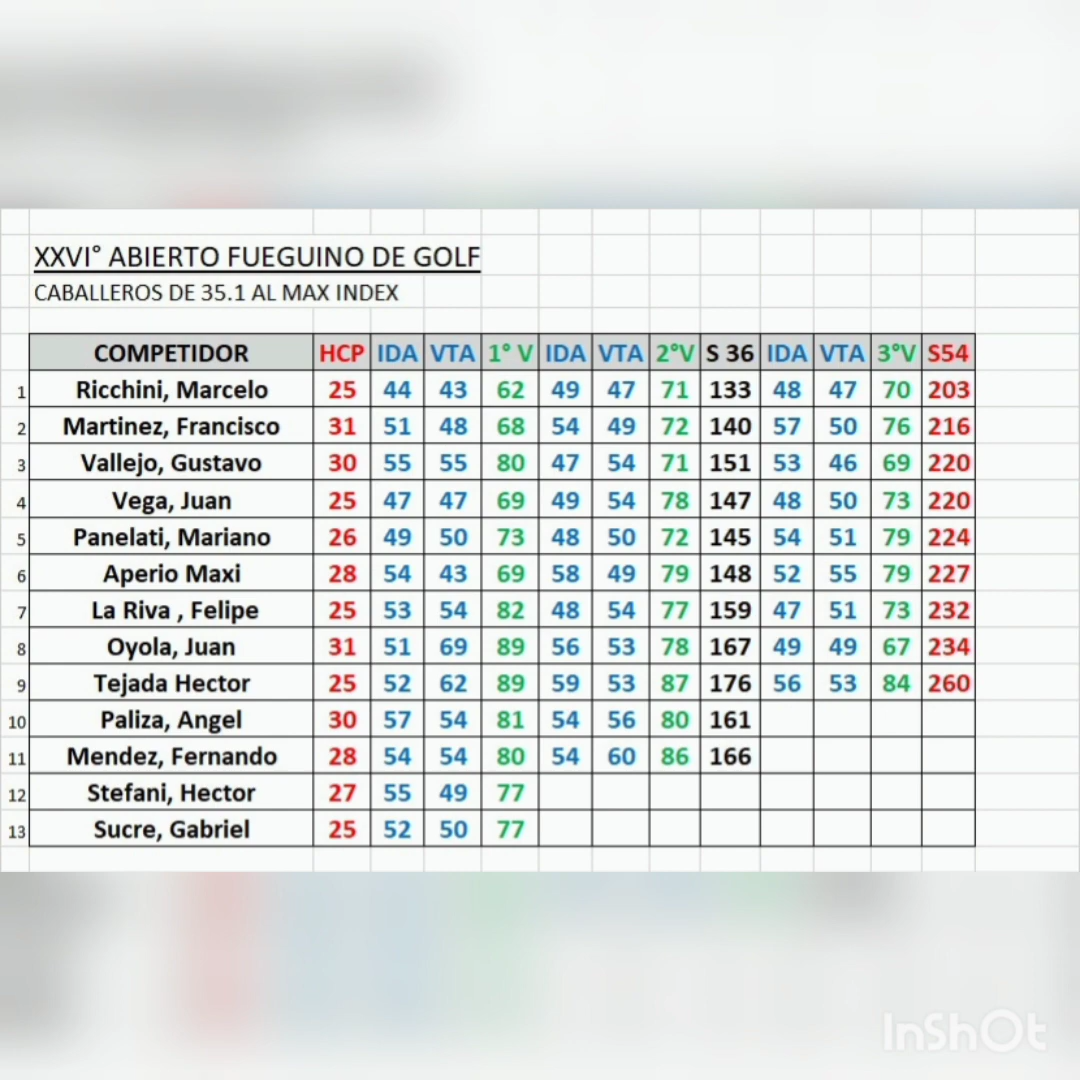 XXVI° ABIERTO FUEGUINO DE GOLF
CABALLEROS DE 35.1 AL MAX INDEX
COMPETIDOR HCP IDA VTA 1° V IDA VTA 2°V S 36 IDA VTA 3°V S54
1 Ricchini, Marcelo 25 44 43 62 49 47 71 133 48 47 70 203
2 Martinez, Francisco 31 51 48 68 54 49 72 140 57 50 76 216
3 Vallejo, Gustavo 30 55 55 80 47 54 71 151 53 46 69 220
4 Vega, Juan 25 47 47 69 49 54 78 147 48 50 73 220
5 Panelati, Mariano 26 49 50 73 48 50 72 145 54 51 79 224
6 Aperio Maxi 28 54 43 69 58 49 79 148 52 55 79 227
7 La Riva , Felipe 25 53 54 82 48 54 77 159 47 51 73 232
8 Oyola, Juan 31 51 69 89 56 53 78 167 49 49 67 234
9 Tejada Hector 25 52 62 89 59 53 87 176 56 53 84 260
10 Paliza, Angel 30 57 54 81 54 56 80 161
11 Mendez, Fernando 28 54 54 80 54 60 86 166
12 Stefani, Hector 27 55 49 77
13 Sucre, Gabriel 25 52 50 77
InShOt